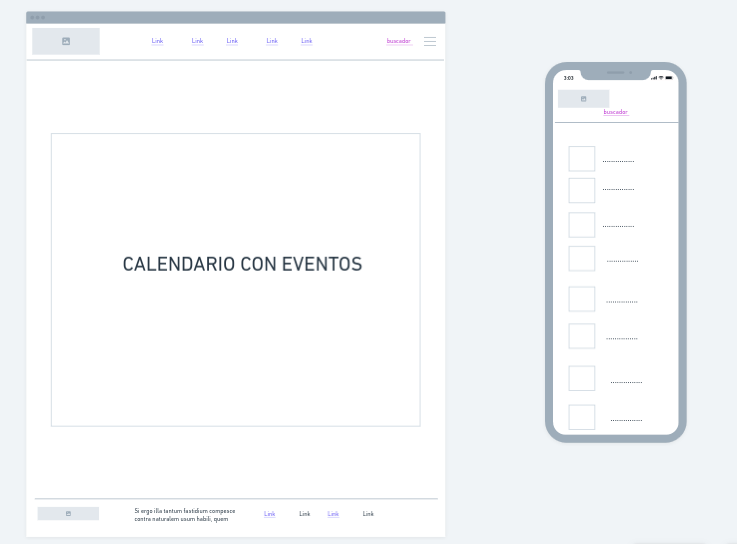 Link Link Link Link Link buscador
CALENDARIO CON EVENTOS
Si ergo illa tantum fastidium compesce
contra naturalem usum habili, quem
Link Link Link Link
3:03
buscador
...............
...............
...............
...............
...............
...............
...............
...............